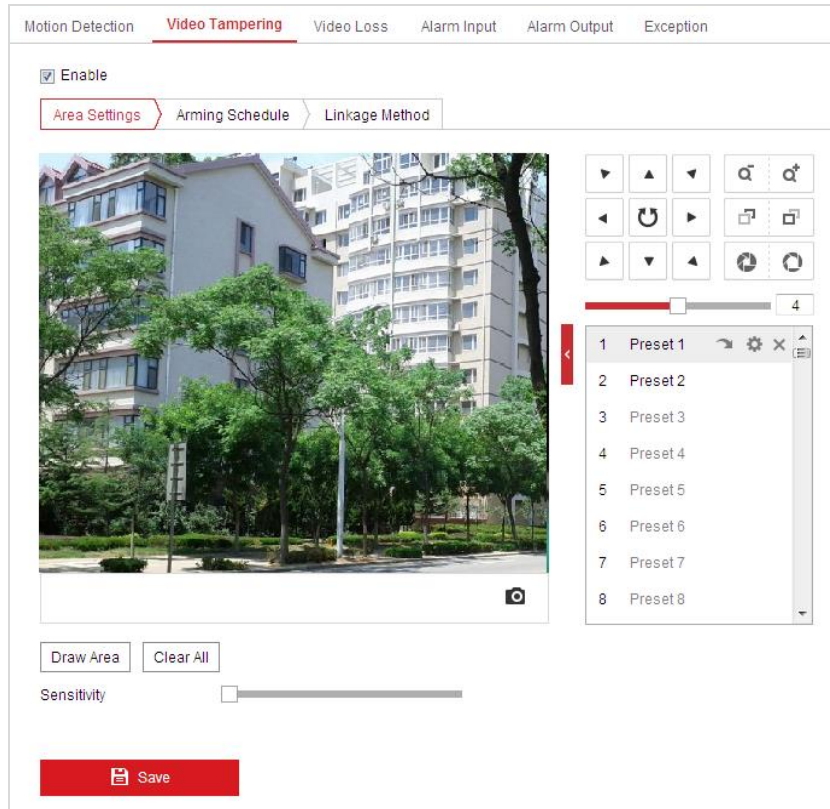 Motion Detection Video Tampering Video Loss Alarm Input Alarm Output Exception
Enable
Area Settings Arming Schedule Linkage Method
4
1 Preset 1
2 Preset 2
3 Preset 3
4 Preset 4
5 Preset 5
6 Preset 6
7 Preset 7
8 Preset 8
Draw Area Clear All
Sensitivity
Save